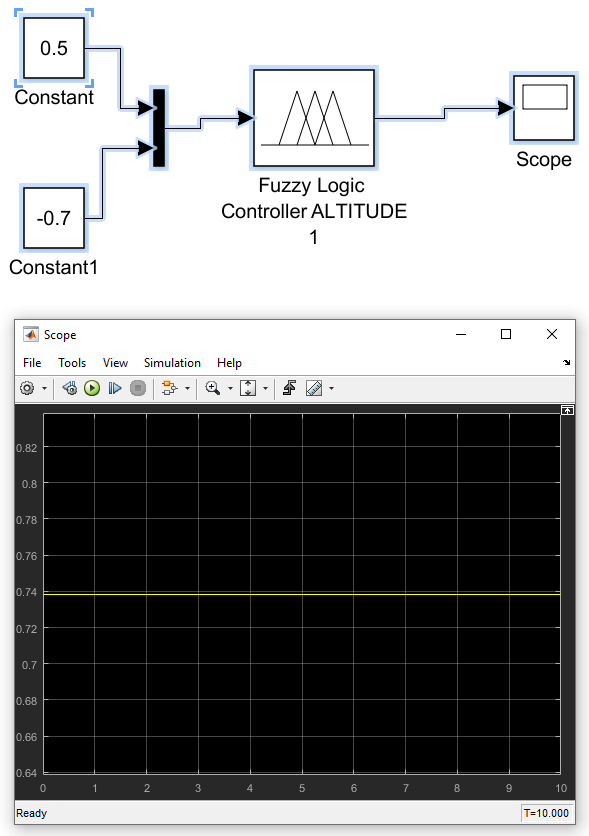 0.5
Constant
-0.7
Constant1
Fuzzy Logic
Controller ALTITUDE
1
Scope
Scope
File Tools View Simulation Help
0.82
0.8
0.78
0.76
0.74
0.72
0.7
0.68
0.66
0.64
0 1 2 3 4 5 6 7 8 9 10
Ready T=10.000